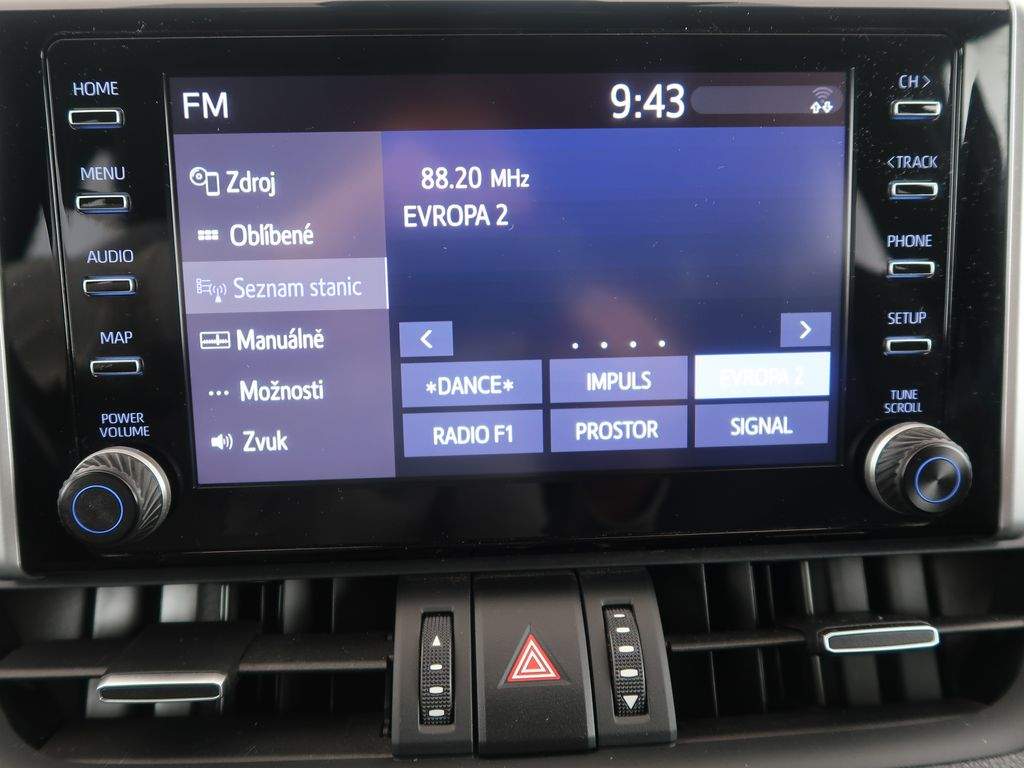 HOME
MENU
AUDIO
MAP
POWER
VOLUME
FM
9:43
Zdroj
Oblíbené
Seznam stanic
Manuálně
Možnosti
Zvuk
88.20 MHz
EVROPA 2
<
>
*DANCE*
IMPULS
EVROPA 2
RADIO F1
PROSTOR
SIGNAL
CH >
<TRACK
PHONE
SETUP
TUNE
SCROLL